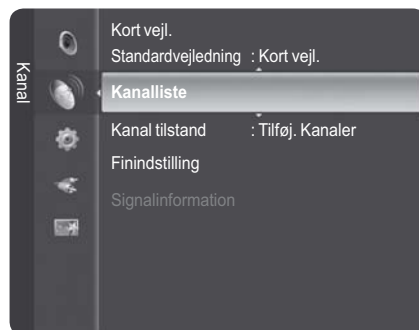 Kanal
Kort vejl.
Standardvejledning : Kort vejl.
Kanalliste
Kanal tilstand : Tilføj. Kanaler
Finindstilling
Signalinformation